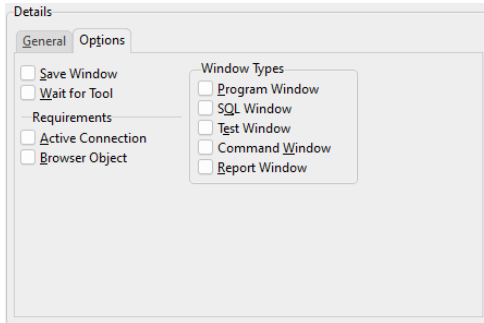 Details
General Options
Save Window
Wait for Tool
Requirements
Active Connection
Browser Object
Window Types
Program Window
SQL Window
Test Window
Command Window
Report Window